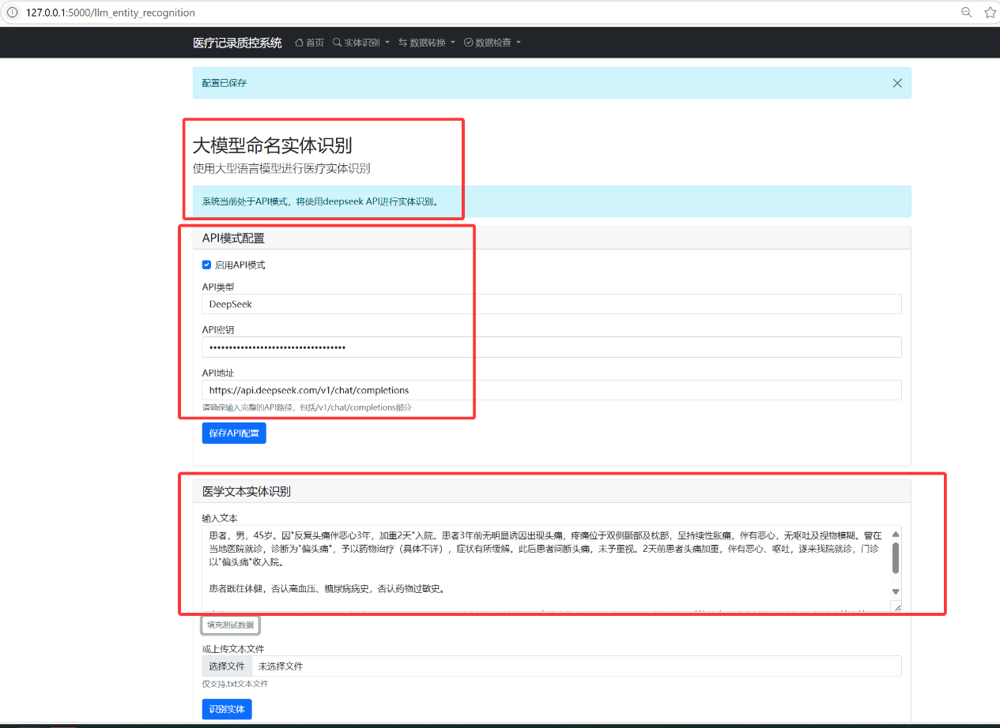 127.0.0.1:5000/llm_entity_recognition
医疗记录质控系统 首页 实体识别 数据转换 数据检查
配置已保存
大模型命名实体识别
使用大型语言模型进行医疗实体识别
系统当前处于API模式，将使用deepseek API进行实体识别。
API模式配置
启用API模式
API类型
DeepSeek
API密钥
API地址
https://api.deepseek.com/v1/chat/completions
请确保输入完整的API路径，包括/v1/chat/completions部分
保存API配置
医学文本实体识别
输入文本
患者，男，45岁。因"反复头痛伴恶心3年，加重2天"入院。患者3年前无明显诱因出现头痛，疼痛位于双侧颞部及枕部，呈持续性胀痛，伴有恶心，无呕吐及视物模糊。曾在
当地医院就诊，诊断为"偏头痛"，予以药物治疗（具体不详），症状有所缓解。此后患者间断头痛，未予重视。2天前患者头痛加重，伴有恶心、呕吐，遂来我院就诊，门诊
以"偏头痛"收入院。
患者既往体健，否认高血压、糖尿病病史，否认药物过敏史。
填充测试数据
或上传文本文件
选择文件 未选择文件
仅支持.txt文本文件
识别实体